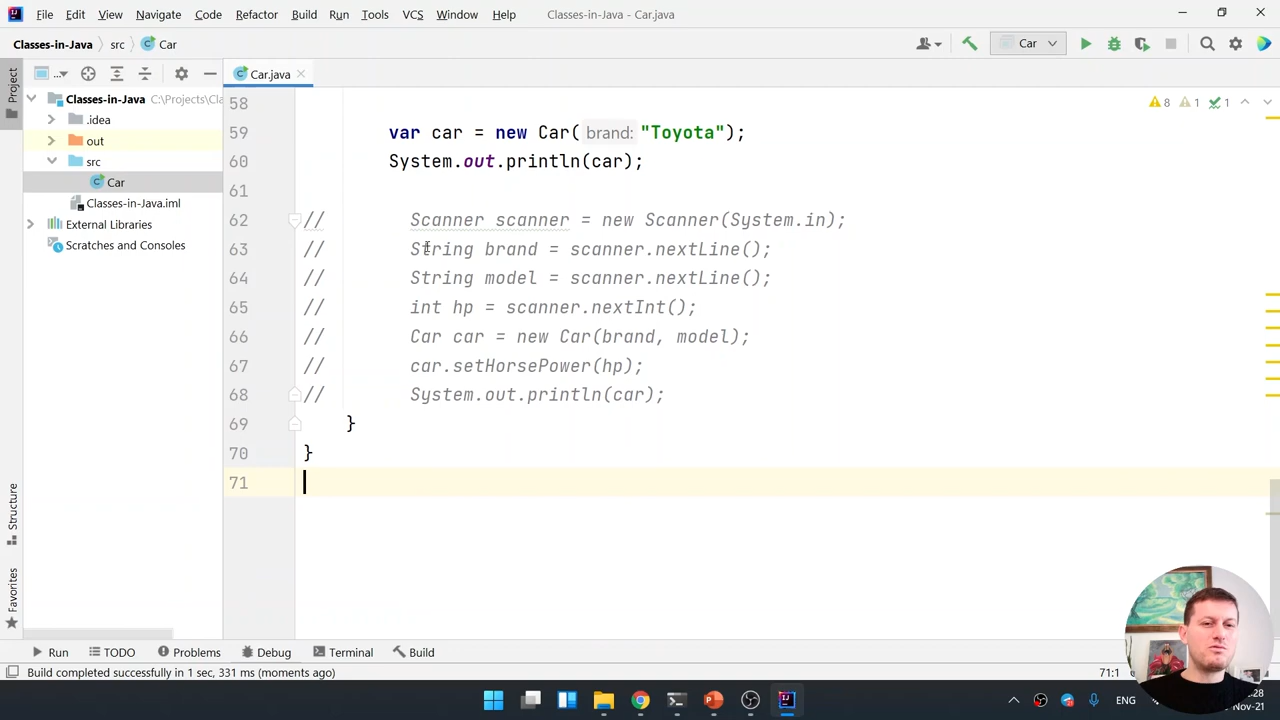 File Edit View Navigate Code Refactor Build Run Tools VCS Window Help Classes-in-Java - Car.java
Classes-in-Java src Car Car
... Car.java
Project
Classes-in-Java C:\Projects\Cla
.idea
out
src
Car
Classes-in-Java.iml
External Libraries
Scratches and Consoles
Structure
Favorites
8 1 1
58
59 var car = new Car( brand: "Toyota");
60 System.out.println(car);
61
62 // Scanner scanner = new Scanner(System.in);
63 // String brand = scanner.nextLine();
64 // String model = scanner.nextLine();
65 // int hp = scanner.nextInt();
66 // Car car = new Car(brand, model);
67 // car.setHorsePower(hp);
68 // System.out.println(car);
69 }
70 }
71
Run TODO Problems Debug Terminal Build
Build completed successfully in 1 sec, 331 ms (moments ago) 71:1
ENG